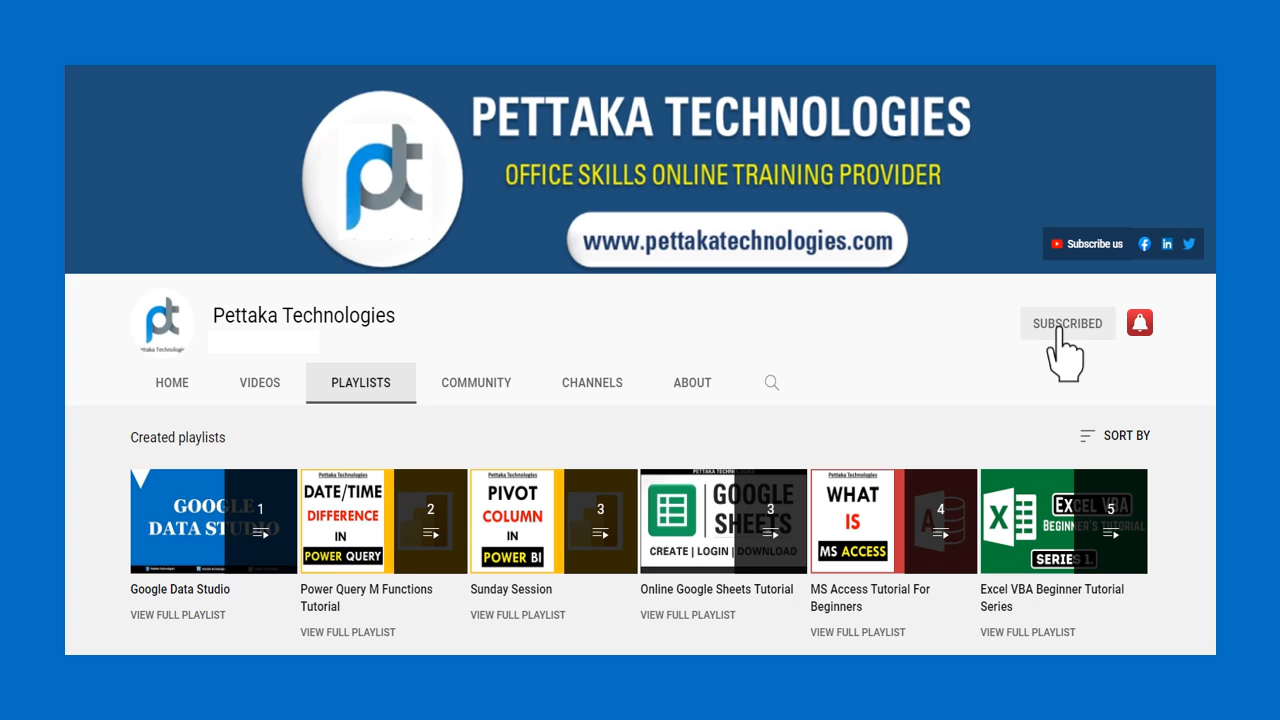 PETTAKA TECHNOLOGIES
OFFICE SKILLS ONLINE TRAINING PROVIDER
www.pettakatechnologies.com
Subscribe us
pt
Pettaka Technologies
SUBSCRIBED
HOME VIDEOS PLAYLISTS COMMUNITY CHANNELS ABOUT
Created playlists
SORT BY
GOOGLE
DATA STUDIO
1
Google Data Studio
VIEW FULL PLAYLIST
Pettaka Technologies
DATE/TIME
DIFFERENCE
IN
POWER QUERY
2
Power Query M Functions
Tutorial
VIEW FULL PLAYLIST
Pettaka Technologies
PIVOT
COLUMN
IN
POWER BI
3
Sunday Session
VIEW FULL PLAYLIST
PETTAKA TECHNOLOGIES
GOOGLE
SHEETS
CREATE | LOGIN | DOWNLOAD
3
Online Google Sheets Tutorial
VIEW FULL PLAYLIST
Pettaka Technologies
WHAT
IS
MS ACCESS
4
MS Access Tutorial For
Beginners
VIEW FULL PLAYLIST
EXCEL VBA
BEGINNER'S TUTORIAL
SERIES 1.
5
Excel VBA Beginner Tutorial
Series
VIEW FULL PLAYLIST